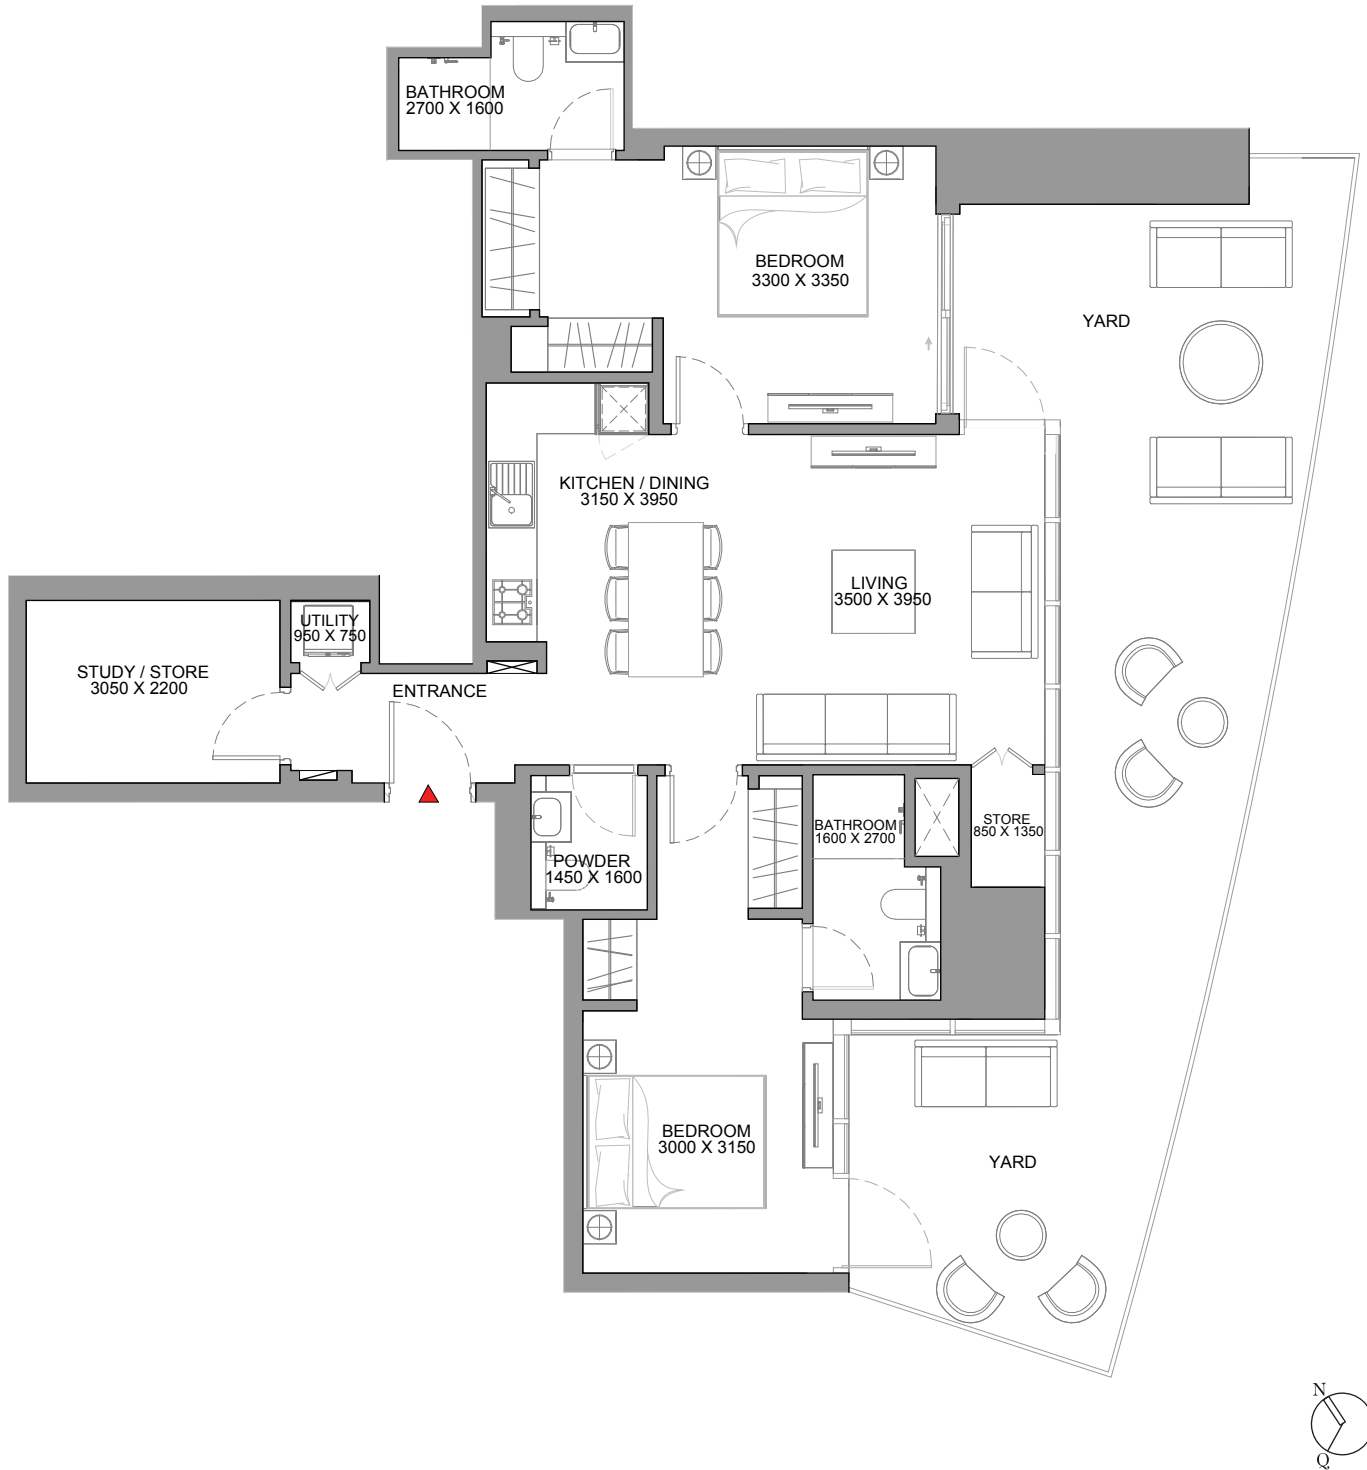 BATHROOM
2700 X 1600
BEDROOM
3300 X 3350
YARD
KITCHEN / DINING
3150 X 3950
LIVING
3500 X 3950
UTILITY
950 X 750
STUDY / STORE
3050 X 2200
ENTRANCE
BATHROOM
1600 X 2700
STORE
850 X 1350
POWDER
1450 X 1600
BEDROOM
3000 X 3150
YARD
N
Q